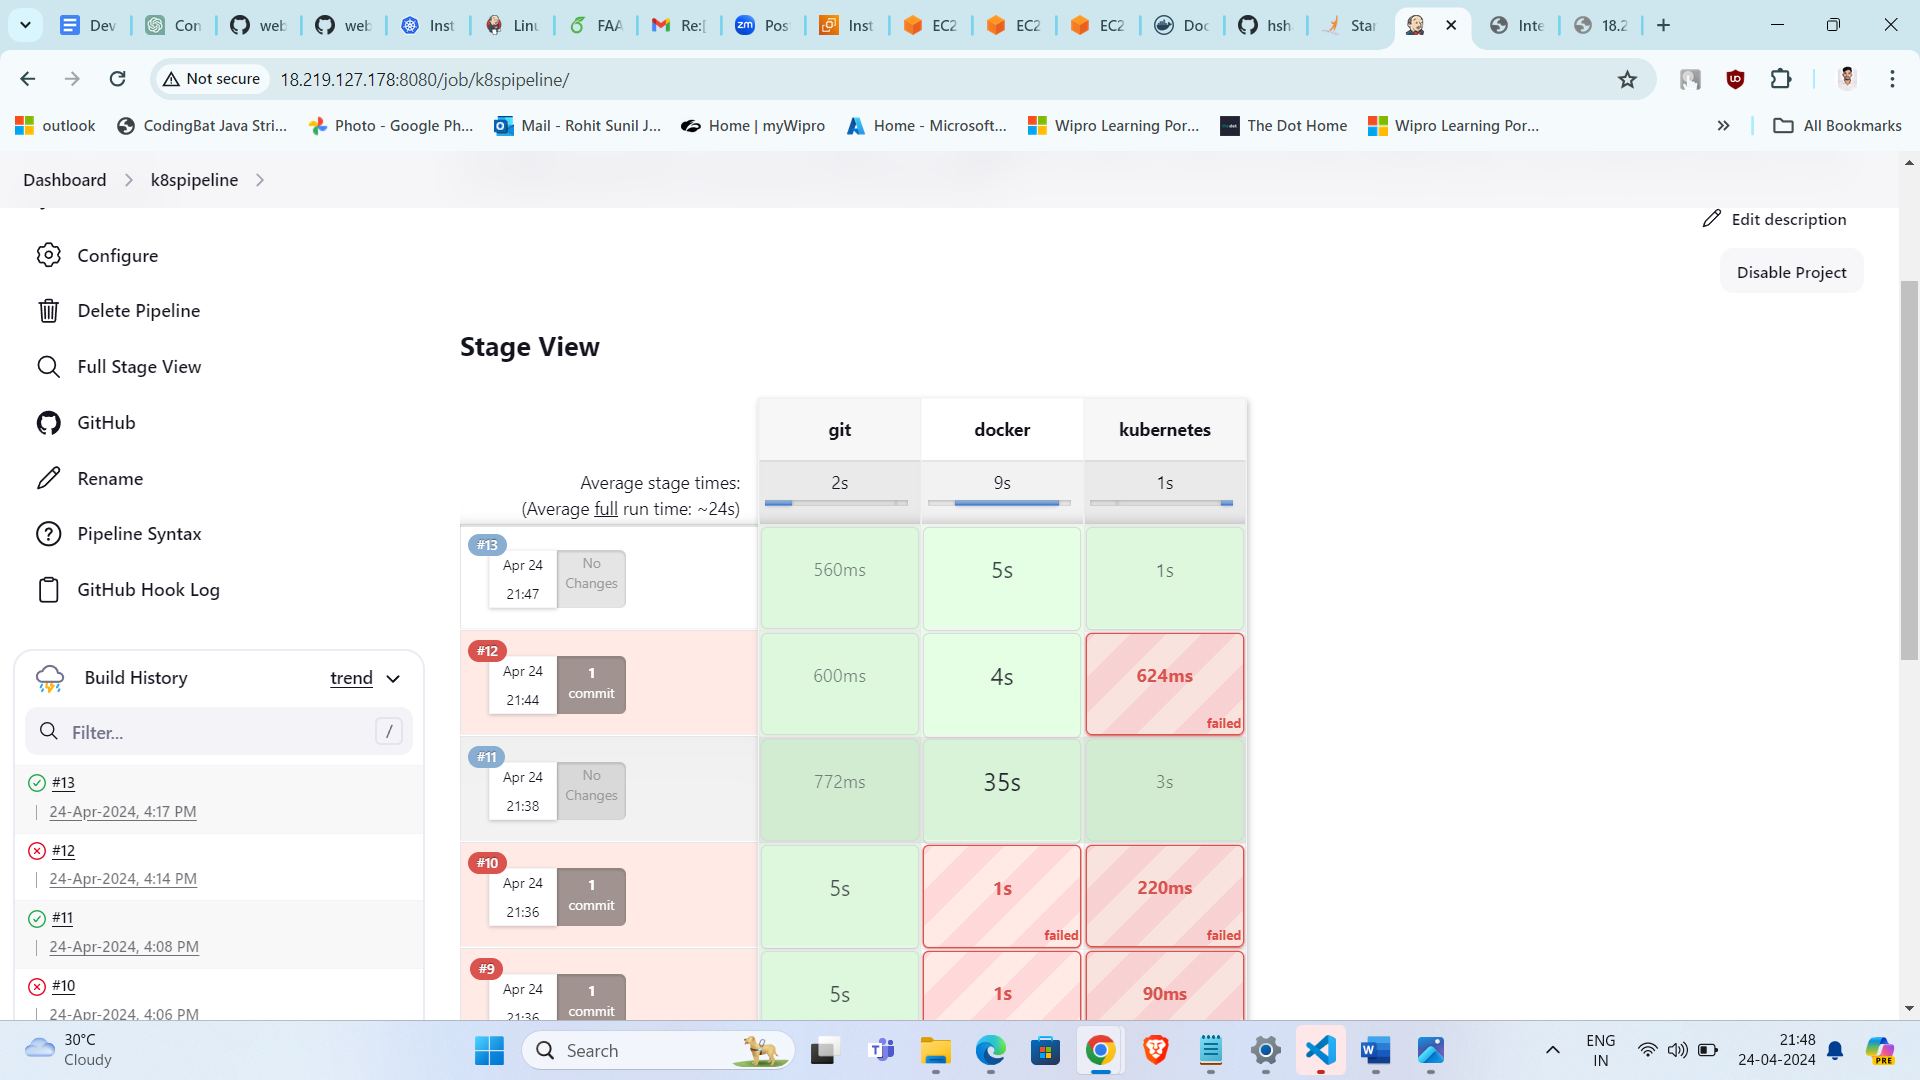 Dev
Con
web
web
Inst
Linu
FAA
Re:[
zm
Pos
Inst
EC2
EC2
EC2
Doc
hsh
Star
Inte
18.2
Not secure
18.219.127.178:8080/job/k8spipeline/
outlook
CodingBat Java Stri...
Photo - Google Ph...
Mail - Rohit Sunil J...
Home | myWipro
Home - Microsoft...
Wipro Learning Por...
The Dot Home
Wipro Learning Por...
All Bookmarks
Dashboard
k8spipeline
Edit description
Disable Project
Configure
Delete Pipeline
Full Stage View
GitHub
Rename
Pipeline Syntax
GitHub Hook Log
Build History
trend
Filter...
/
#13
24-Apr-2024, 4:17 PM
#12
24-Apr-2024, 4:14 PM
#11
24-Apr-2024, 4:08 PM
#10
24-Apr-2024, 4:06 PM
Stage View
git docker kubernetes
Average stage times: 2s 9s 1s
(Average full run time: ~24s)
#13
Apr 24
21:47
No
Changes
560ms 5s 1s
#12
Apr 24
21:44
1
commit
600ms 4s 624ms
failed
#11
Apr 24
21:38
No
Changes
772ms 35s 3s
#10
Apr 24
21:36
1
commit
5s 1s 220ms
failed failed
#9
Apr 24
21:36
1
commit
5s 1s 90ms
30°C
Cloudy
Search
PRE
ENG
IN
21:48
24-04-2024